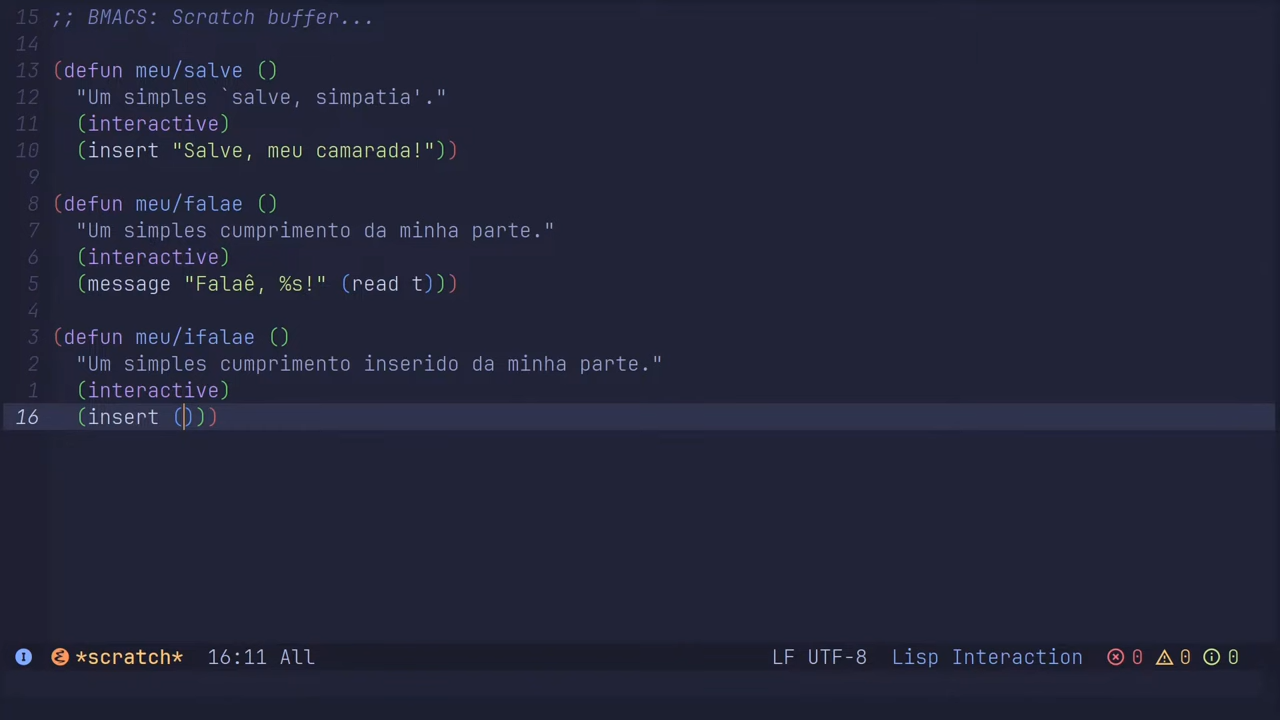 15 ;; BMACS: Scratch buffer...
14
13 (defun meu/salve ()
12   "Um simples `salve, simpatia'."
11   (interactive)
10   (insert "Salve, meu camarada!"))
9
8 (defun meu/falae ()
7   "Um simples cumprimento da minha parte."
6   (interactive)
5   (message "Falaê, %s!" (read t)))
4
3 (defun meu/ifalae ()
2   "Um simples cumprimento inserido da minha parte."
1   (interactive)
16   (insert ()))
I *scratch* 16:11 All LF UTF-8 Lisp Interaction 0 0 0